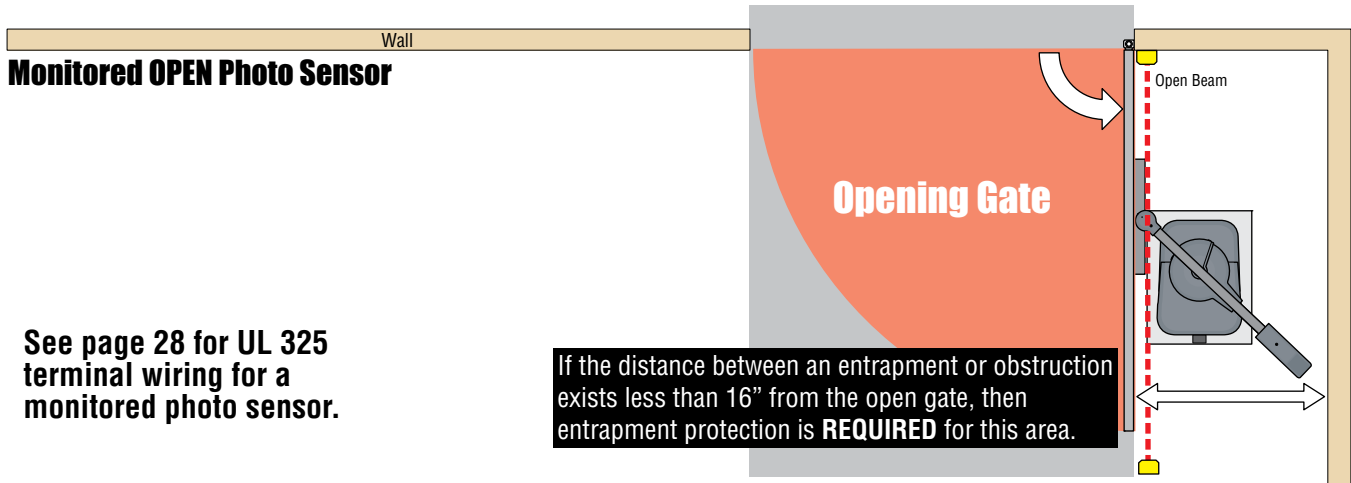 Wall
Monitored OPEN Photo Sensor
Open Beam
Opening Gate
See page 28 for UL 325
terminal wiring for a
monitored photo sensor.
If the distance between an entrapment or obstruction
exists less than 16” from the open gate, then
entrapment protection is REQUIRED for this area.